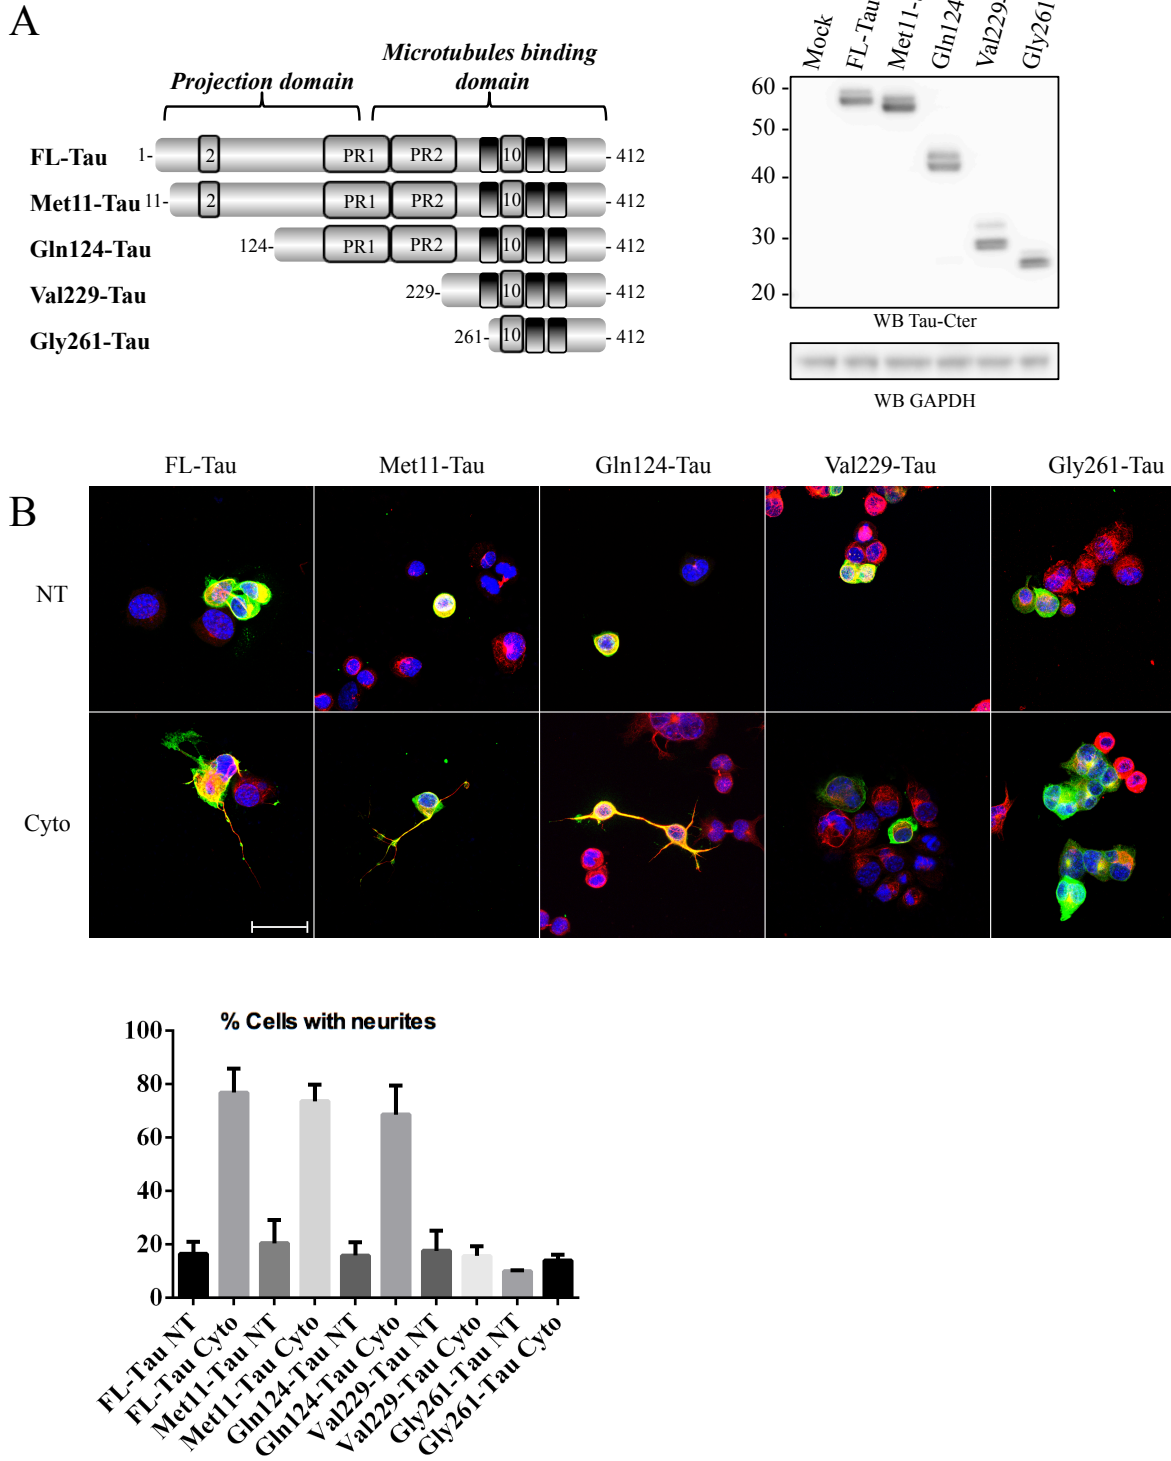 A
Microtubules binding
domain
Projection domain
FL-Tau 1- 2 PR1 PR2 10 - 412
Met11-Tau 11- 2 PR1 PR2 10 - 412
Gln124-Tau 124- PR1 PR2 10 - 412
Val229-Tau 229- 10 - 412
Gly261-Tau 261- 10 - 412
Mock FL-Tau Met11- Gln124 Val229- Gly261
60 -
50 -
40 -
30 -
20 -
WB Tau-Cter
WB GAPDH
B
FL-Tau Met11-Tau Gln124-Tau Val229-Tau Gly261-Tau
NT
Cyto
% Cells with neurites
100
80
60
40
20
0
FL-Tau NT
FL-Tau Cyto
Met11-Tau NT
Met11-Tau Cyto
Gln124-Tau NT
Gln124-Tau Cyto
Val229-Tau NT
Val229-Tau Cyto
Gly261-Tau NT
Gly261-Tau Cyto